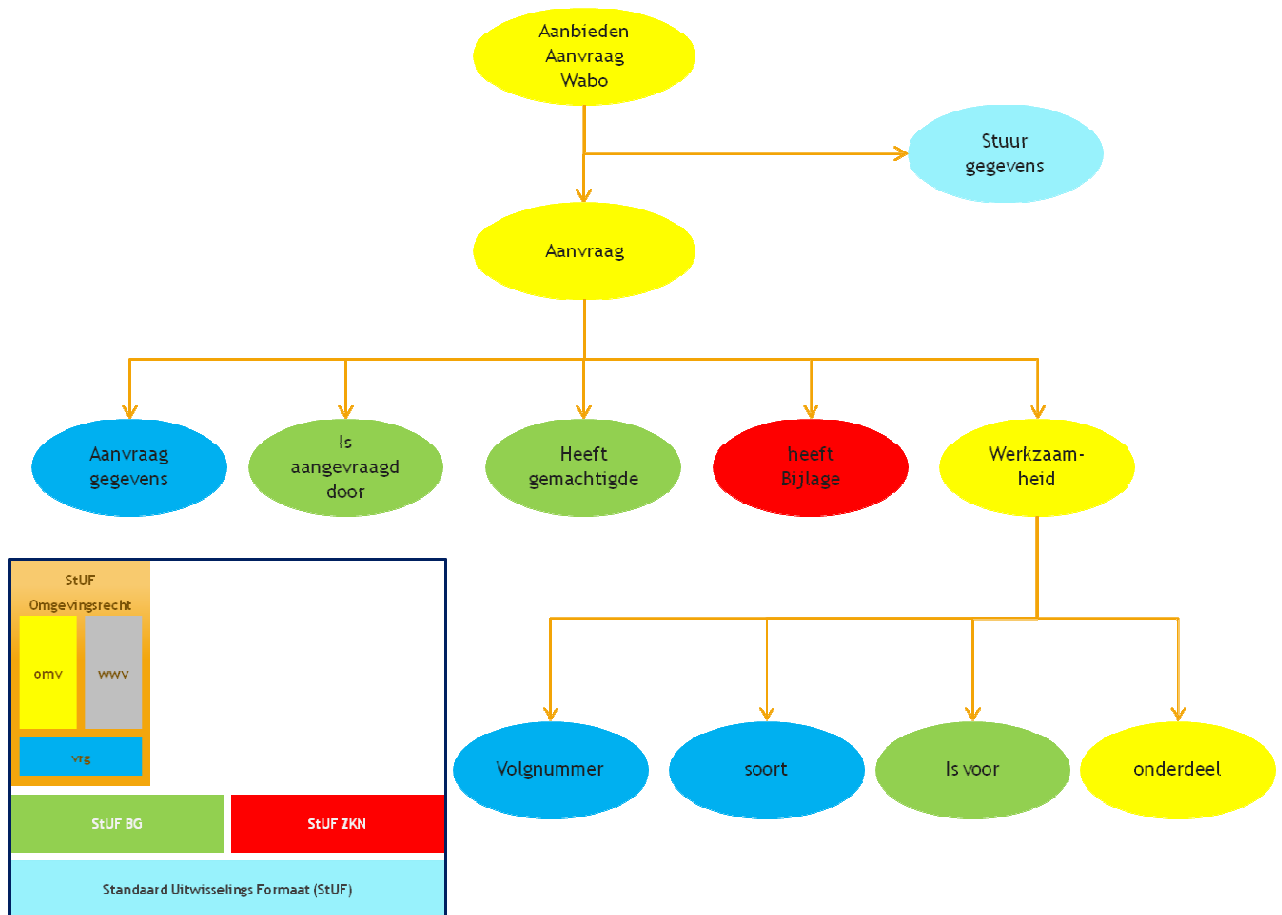 Aanbieden
Aanvraag
Wabo
Stuur
gegevens
Aanvraag
Aanvraag
gegevens
Is
aangevraagd
door
Heeft
gemachtigde
heeft
Bijlage
Werkzaam-
heid
Volgnummer
soort
Is voor
onderdeel
StUF
Omgevingsrecht
omv
wwv
vrg
StUF BG
StUF ZKN
Standaard Uitwisselings Formaat (StUF)